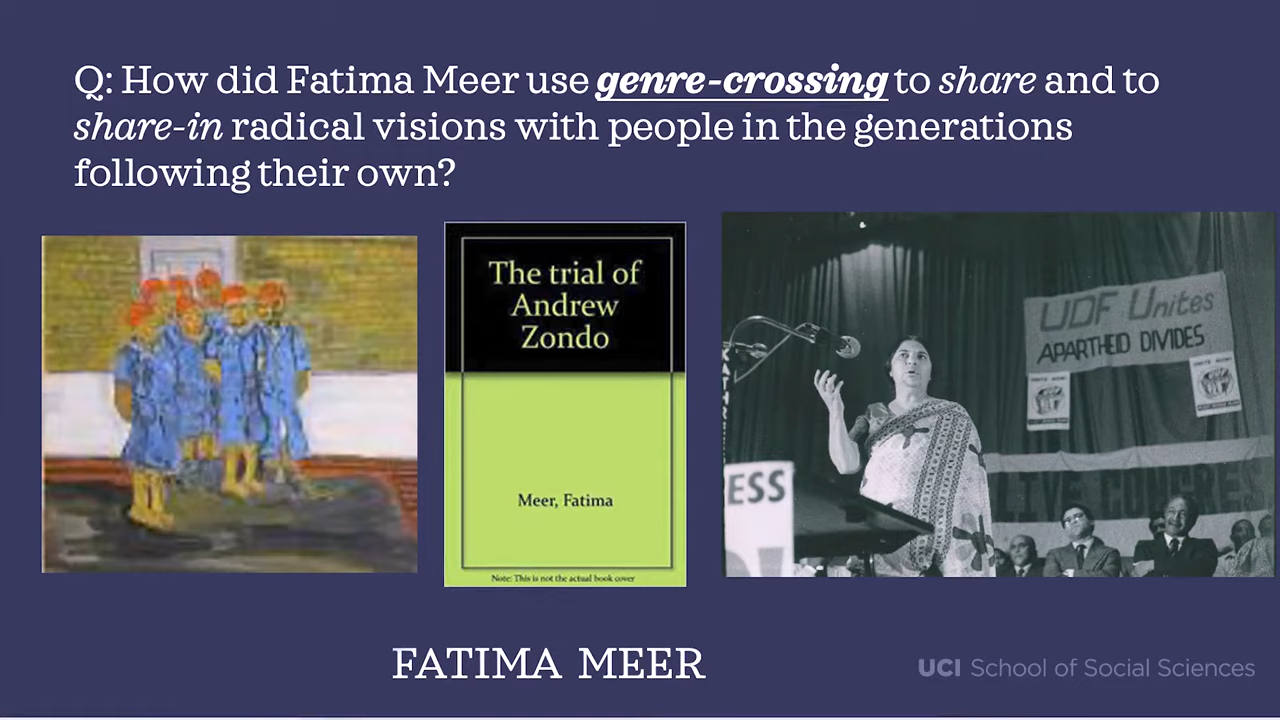 Q: How did Fatima Meer use genre-crossing to share and to
share-in radical visions with people in the generations
following their own?
The trial of
Andrew
Zondo
Meer, Fatima
Note: This is not the actual book cover
UDF Unites
APARTHEID DIVIDES
ESS
LIVE CONGRES
FATIMA MEER
UCI School of Social Sciences